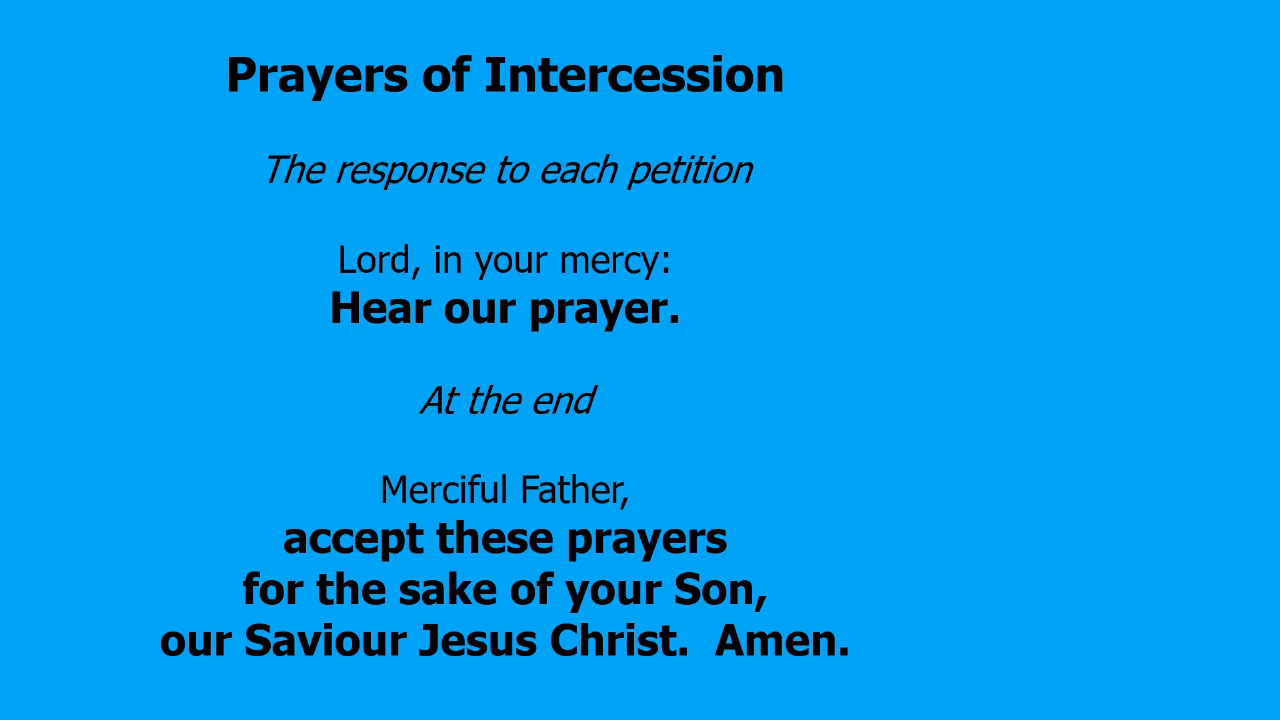 Prayers of Intercession
The response to each petition
Lord, in your mercy:
Hear our prayer.
At the end
Merciful Father,
accept these prayers
for the sake of your Son,
our Saviour Jesus Christ.  Amen.